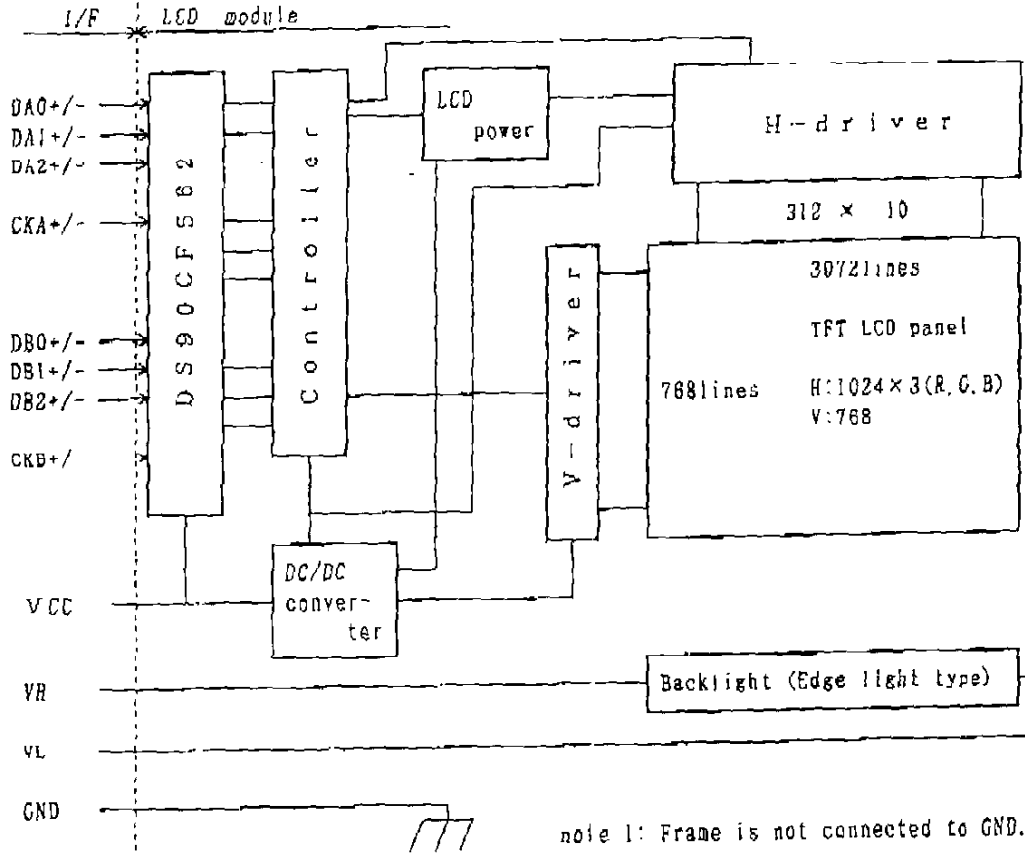 I/F
LCD module
DA0+/-
DA1+/-
DA2+/-
CKA+/-
DB0+/-
DB1+/-
DB2+/-
CKB+/
DS90CF562
Controller
LCD
power
H-driver
312 × 10
V-driver
3072lines
TFT LCD panel
768lines
H:1024×3(R,G,B)
V:768
DC/DC
conver-
ter
VCC
VH
Backlight (Edge light type)
VL
GND
note 1: Frame is not connected to GND.